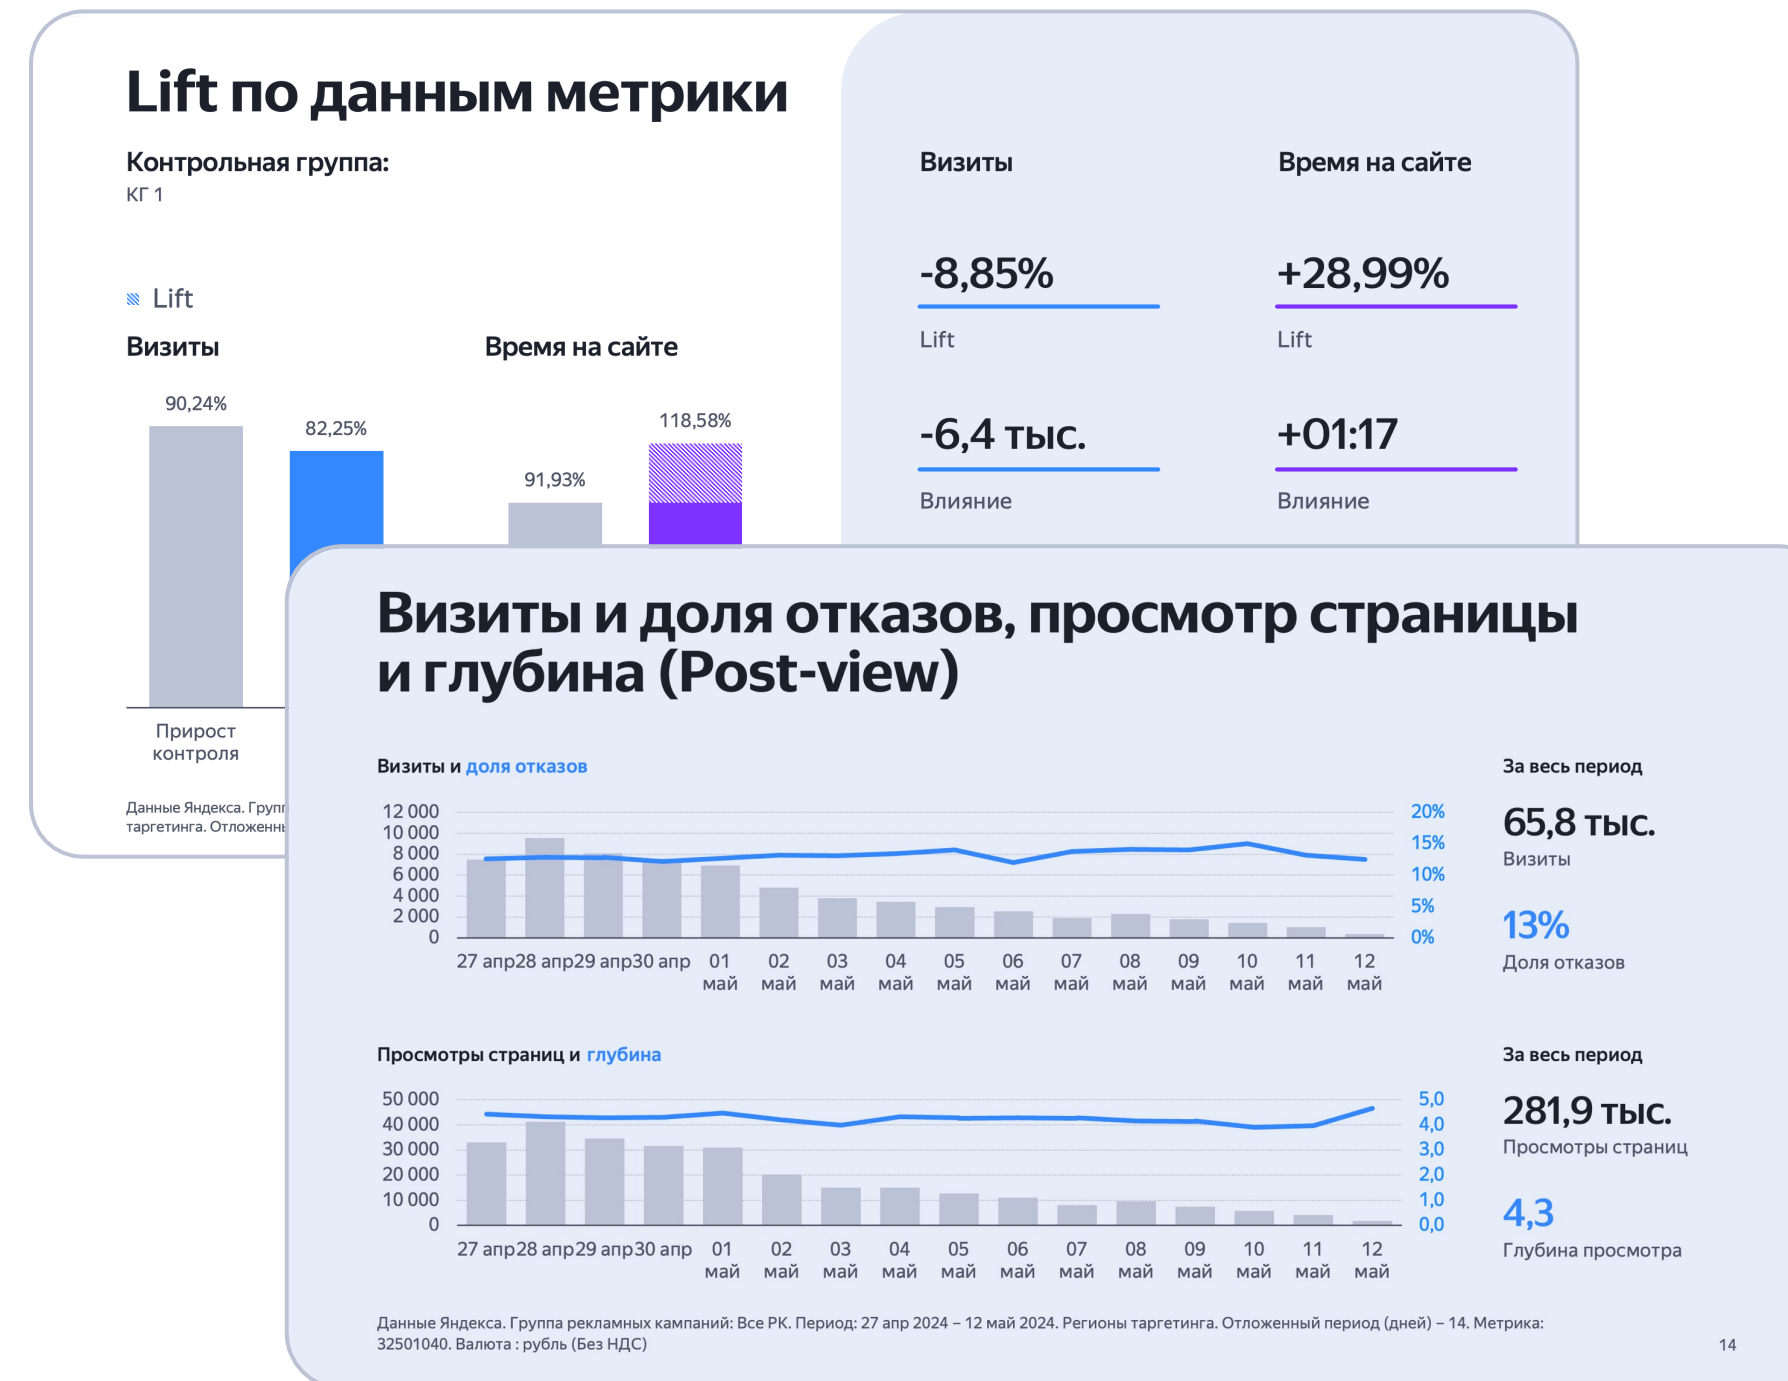 Lift по данным метрики
Контрольная группа:
КГ 1
Lift
Визиты
Время на сайте
90,24%
82,25%
91,93%
118,58%
Прирост
контроля
Данные Яндекса.
таргетинга.
Визиты
Время на сайте
-8,85%
+28,99%
Lift
Lift
-6,4 тыс.
+01:17
Влияние
Влияние
Визиты и доля отказов, просмотр страницы
и глубина (Post-view)
Визиты и доля отказов
12 000
10 000
8 000
6 000
4 000
2 000
0
20%
15%
10%
5%
0%
27 апр 28 апр 29 апр 30 апр 01 02 03 04 05 06 07 08 09 10 11 12
май май май май май май май май май май май май
За весь период
65,8 тыс.
Визиты
13%
Доля отказов
Просмотры страниц и глубина
50 000
40 000
30 000
20 000
10 000
0
5,0
4,0
3,0
2,0
1,0
0,0
27 апр 28 апр 29 апр 30 апр 01 02 03 04 05 06 07 08 09 10 11 12
май май май май май май май май май май май май
За весь период
281,9 тыс.
Просмотры страниц
4,3
Глубина просмотра
Данные Яндекса. Группа рекламных кампаний: Все РК. Период: 27 апр 2024 – 12 май 2024. Регионы таргетинга. Отложенный период (дней) – 14. Метрика:
32501040. Валюта : рубль (Без НДС)
14